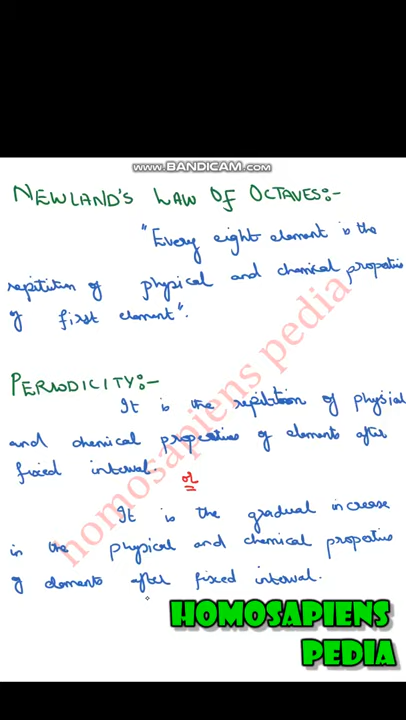 www.BANDICAM.com
NEWLAND'S LAW OF OCTAVES:-
"Every eight element is the
repitition of physical and chemical properties
of first element".
PERIODICITY:-
It is the repitition of physical
and chemical properties of elements after
fixed interval.
or
It is the gradual increase
in the physical and chemical properties
of elements after fixed interval.
homosapiens pedia
HOMOSAPIENS
PEDIA